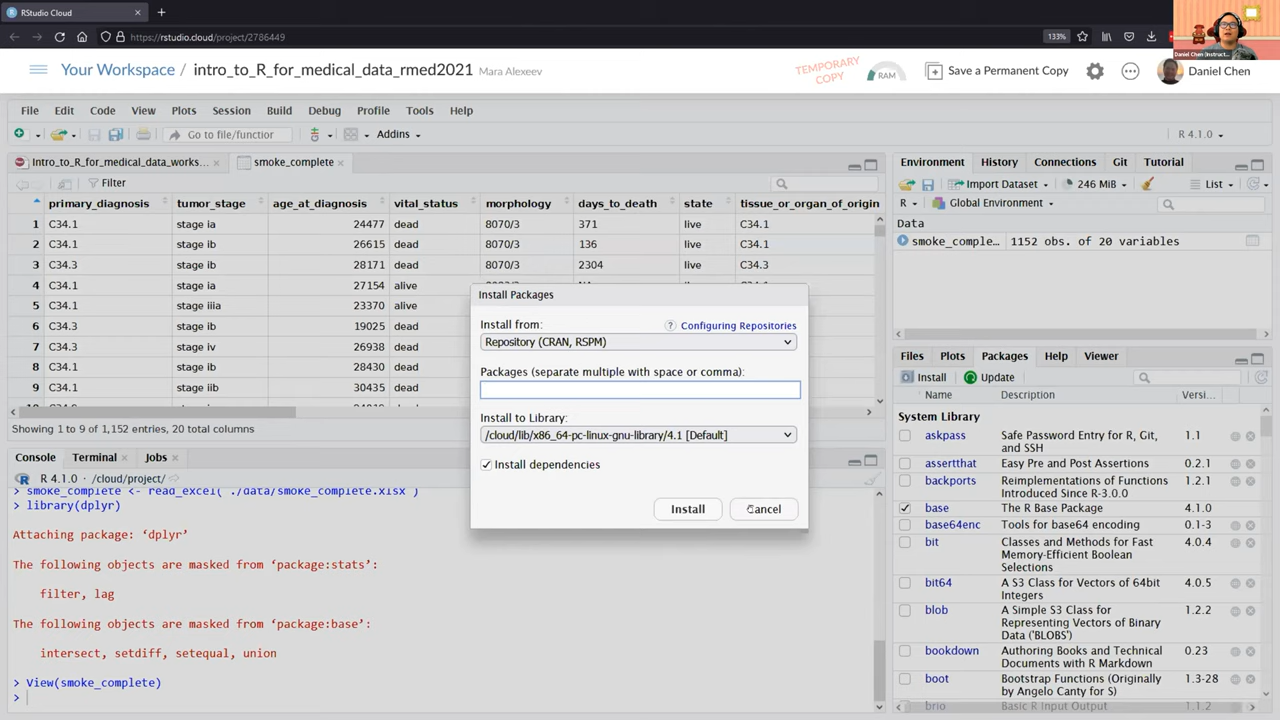 RStudio Cloud
https://rstudio.cloud/project/2786449
133%
Daniel Chen
Your Workspace / intro_to_R_for_medical_data_rmed2021 Mara Alexeev
TEMPORARY
COPY
RAM
Save a Permanent Copy
Daniel Chen
File Edit Code View Plots Session Build Debug Profile Tools Help
Go to file/functior
Addins
R 4.1.0
Intro_to_R_for_medical_data_works...
smoke_complete
Filter
primary_diagnosis tumor_stage age_at_diagnosis vital_status morphology days_to_death state tissue_or_organ_of_origin
1 C34.1 stage ia 24477 dead 8070/3 371 live C34.1
2 C34.1 stage ib 26615 dead 8070/3 136 live C34.1
3 C34.3 stage ib 28171 dead 8070/3 2304 live C34.3
4 C34.1 stage ia 27154 alive
5 C34.1 stage iiia 23370 alive
6 C34.3 stage ib 19025 dead
7 C34.3 stage iv 26938 dead
8 C34.1 stage ib 28430 dead
9 C34.1 stage iib 30435 dead
Showing 1 to 9 of 1,152 entries, 20 total columns
Install Packages
Install from:
? Configuring Repositories
Repository (CRAN, RSPM)
Packages (separate multiple with space or comma):
Install to Library:
/cloud/lib/x86_64-pc-linux-gnu-library/4.1 [Default]
Install dependencies
Install
Cancel
Console Terminal Jobs
R 4.1.0 · /cloud/project/
> smoke_complete <- read_excel( ./data/smoke_complete.xlsx )
> library(dplyr)
Attaching package: ‘dplyr’
The following objects are masked from ‘package:stats’:
filter, lag
The following objects are masked from ‘package:base’:
intersect, setdiff, setequal, union
> View(smoke_complete)
>
Environment History Connections Git Tutorial
Import Dataset
246 MiB
List
R
Global Environment
Data
smoke_comple… 1152 obs. of 20 variables
Files Plots Packages Help Viewer
Install
Update
Name Description Versi...
System Library
askpass Safe Password Entry for R, Git, 1.1
and SSH
assertthat Easy Pre and Post Assertions 0.2.1
backports Reimplementations of Functions 1.2.1
Introduced Since R-3.0.0
base The R Base Package 4.1.0
base64enc Tools for base64 encoding 0.1-3
bit Classes and Methods for Fast 4.0.4
Memory-Efficient Boolean
Selections
bit64 A S3 Class for Vectors of 64bit 4.0.5
Integers
blob A Simple S3 Class for 1.2.2
Representing Vectors of Binary
Data ('BLOBS')
bookdown Authoring Books and Technical 0.23
Documents with R Markdown
boot Bootstrap Functions (Originally 1.3-28
by Angelo Canty for S)
brio Basic R Input Output